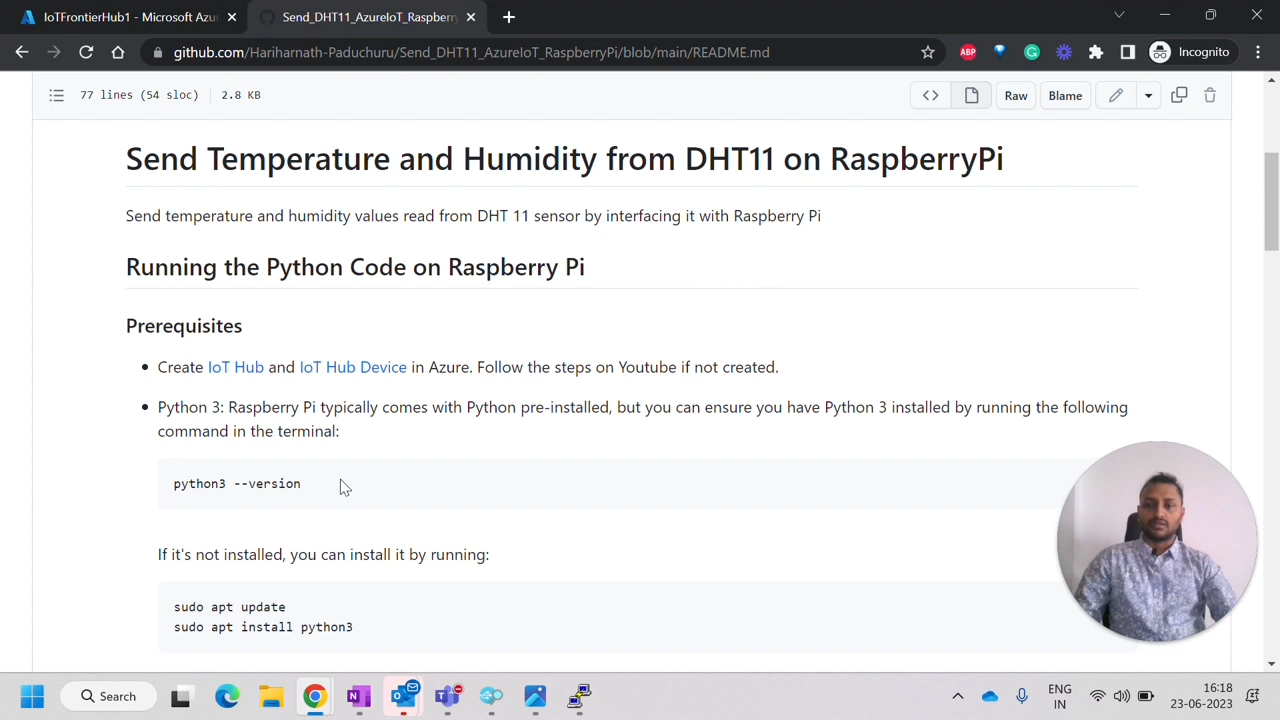 IoTFrontierHub1 - Microsoft Azu
Send_DHT11_AzureIoT_Raspberry
github.com/Hariharnath-Paduchuru/Send_DHT11_AzureIoT_RaspberryPi/blob/main/README.md
ABP
Incognito
77 lines (54 sloc) 2.8 KB
Raw
Blame
Send Temperature and Humidity from DHT11 on RaspberryPi
Send temperature and humidity values read from DHT 11 sensor by interfacing it with Raspberry Pi
Running the Python Code on Raspberry Pi
Prerequisites
Create IoT Hub and IoT Hub Device in Azure. Follow the steps on Youtube if not created.
Python 3: Raspberry Pi typically comes with Python pre-installed, but you can ensure you have Python 3 installed by running the following
command in the terminal:
python3 --version
If it's not installed, you can install it by running:
sudo apt update
sudo apt install python3
Search
ENG
IN
16:18
23-06-2023